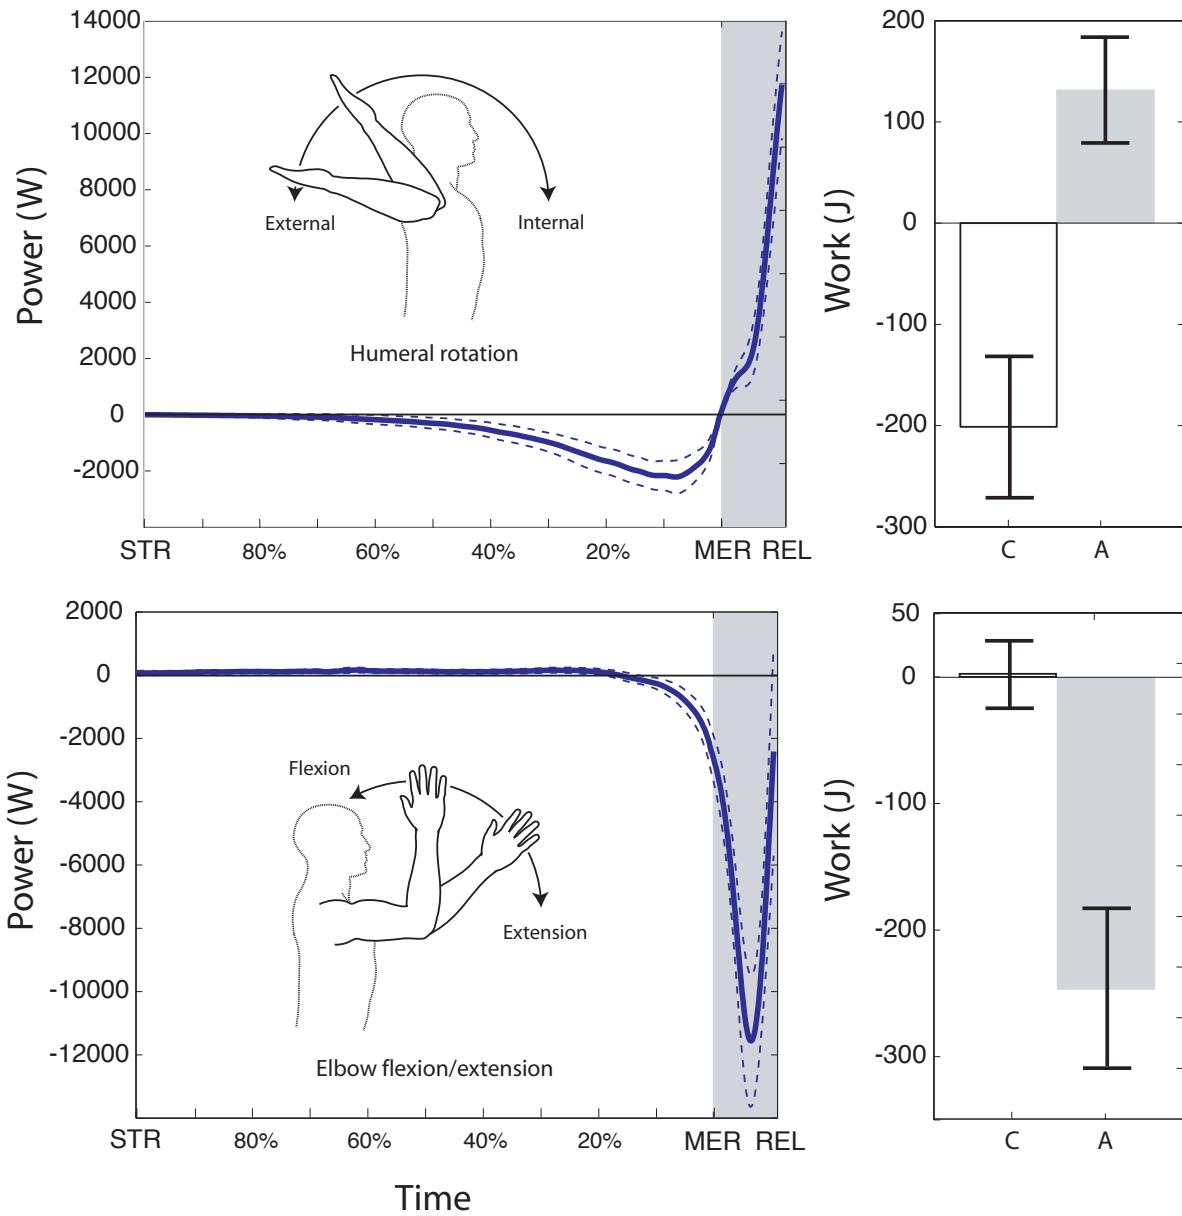 Power (W)
14000
12000
10000
8000
6000
4000
2000
0
-2000
External
Internal
Humeral rotation
STR 80% 60% 40% 20% MER REL
Work (J)
200
100
0
-100
-200
-300
C A
Power (W)
2000
0
-2000
-4000
-6000
-8000
-10000
-12000
Flexion
Extension
Elbow flexion/extension
STR 80% 60% 40% 20% MER REL
Time
Work (J)
50
0
-100
-200
-300
C A